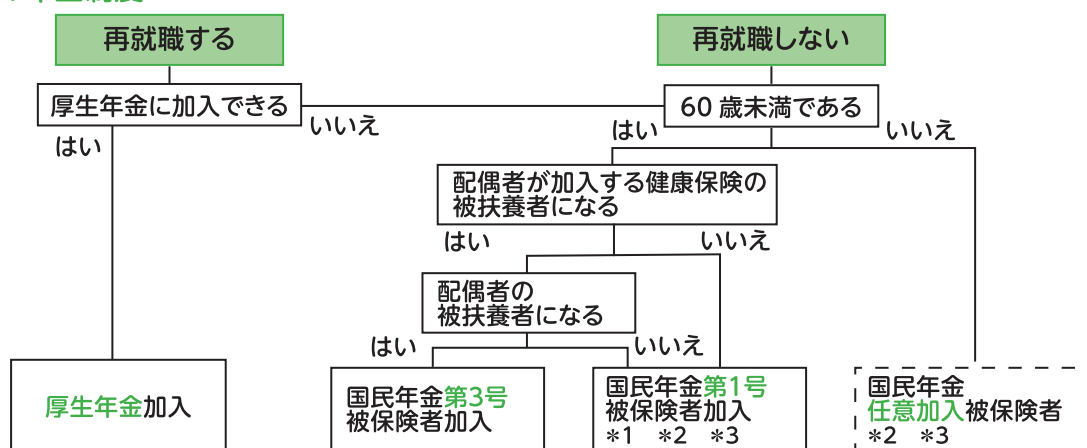 再就職する
再就職しない
厚生年金に加入できる
60 歳未満である
はい
いいえ
はい
いいえ
配偶者が加入する健康保険の
被扶養者になる
はい
いいえ
配偶者の
被扶養者になる
はい
いいえ
厚生年金加入
国民年金第3号
被保険者加入
国民年金第1号
被保険者加入
*1 *2 *3
国民年金
任意加入被保険者
*2 *3